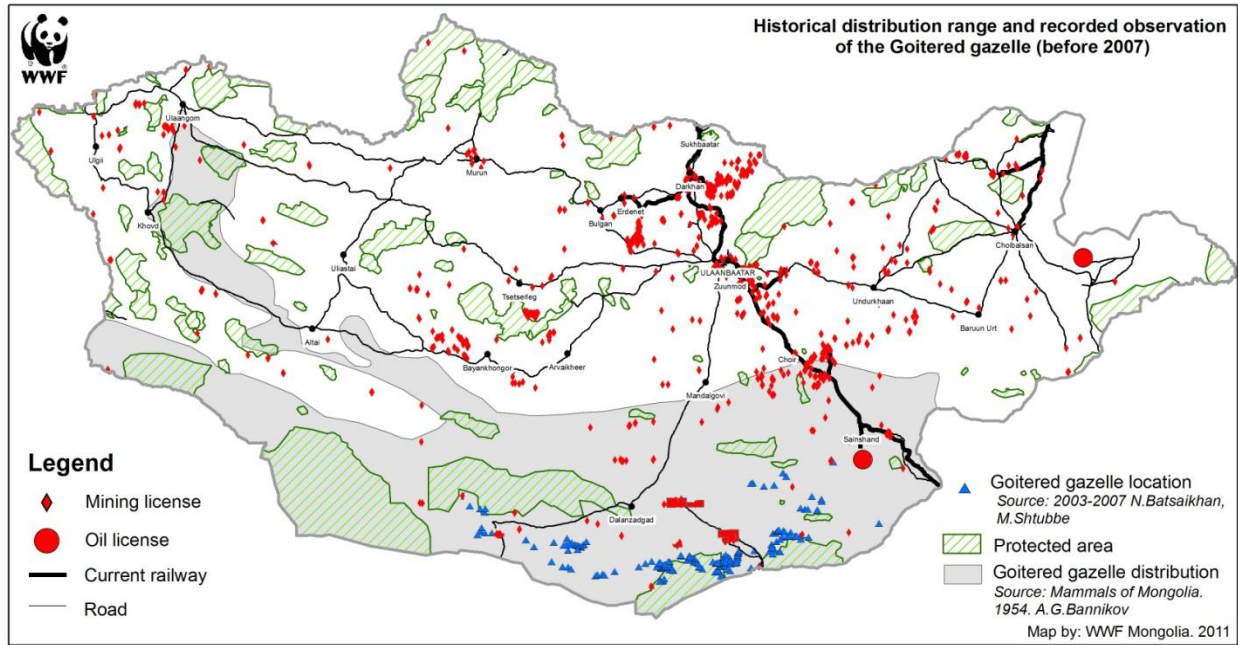 Historical distribution range and recorded observation
of the Goitered gazelle (before 2007)
WWF
Ulaangom
Ulgii
Khovd
Murun
Sukhbaatar
Darkhan
Erdenet
Bulgan
Uliastai
Tsetserleg
ULAANBAATAR
Zuunmod
Choibalsan
Undurkhaan
Baruun Urt
Altai
Bayankhongor
Arvaikheer
Choir
Mandalgovi
Sainshand
Dalanzadgad
Legend
Mining license
Oil license
Current railway
Road
Goitered gazelle location
Source: 2003-2007 N.Batsaikhan,
M.Shtubbe
Protected area
Goitered gazelle distribution
Source: Mammals of Mongolia.
1954. A.G.Bannikov
Map by: WWF Mongolia. 2011